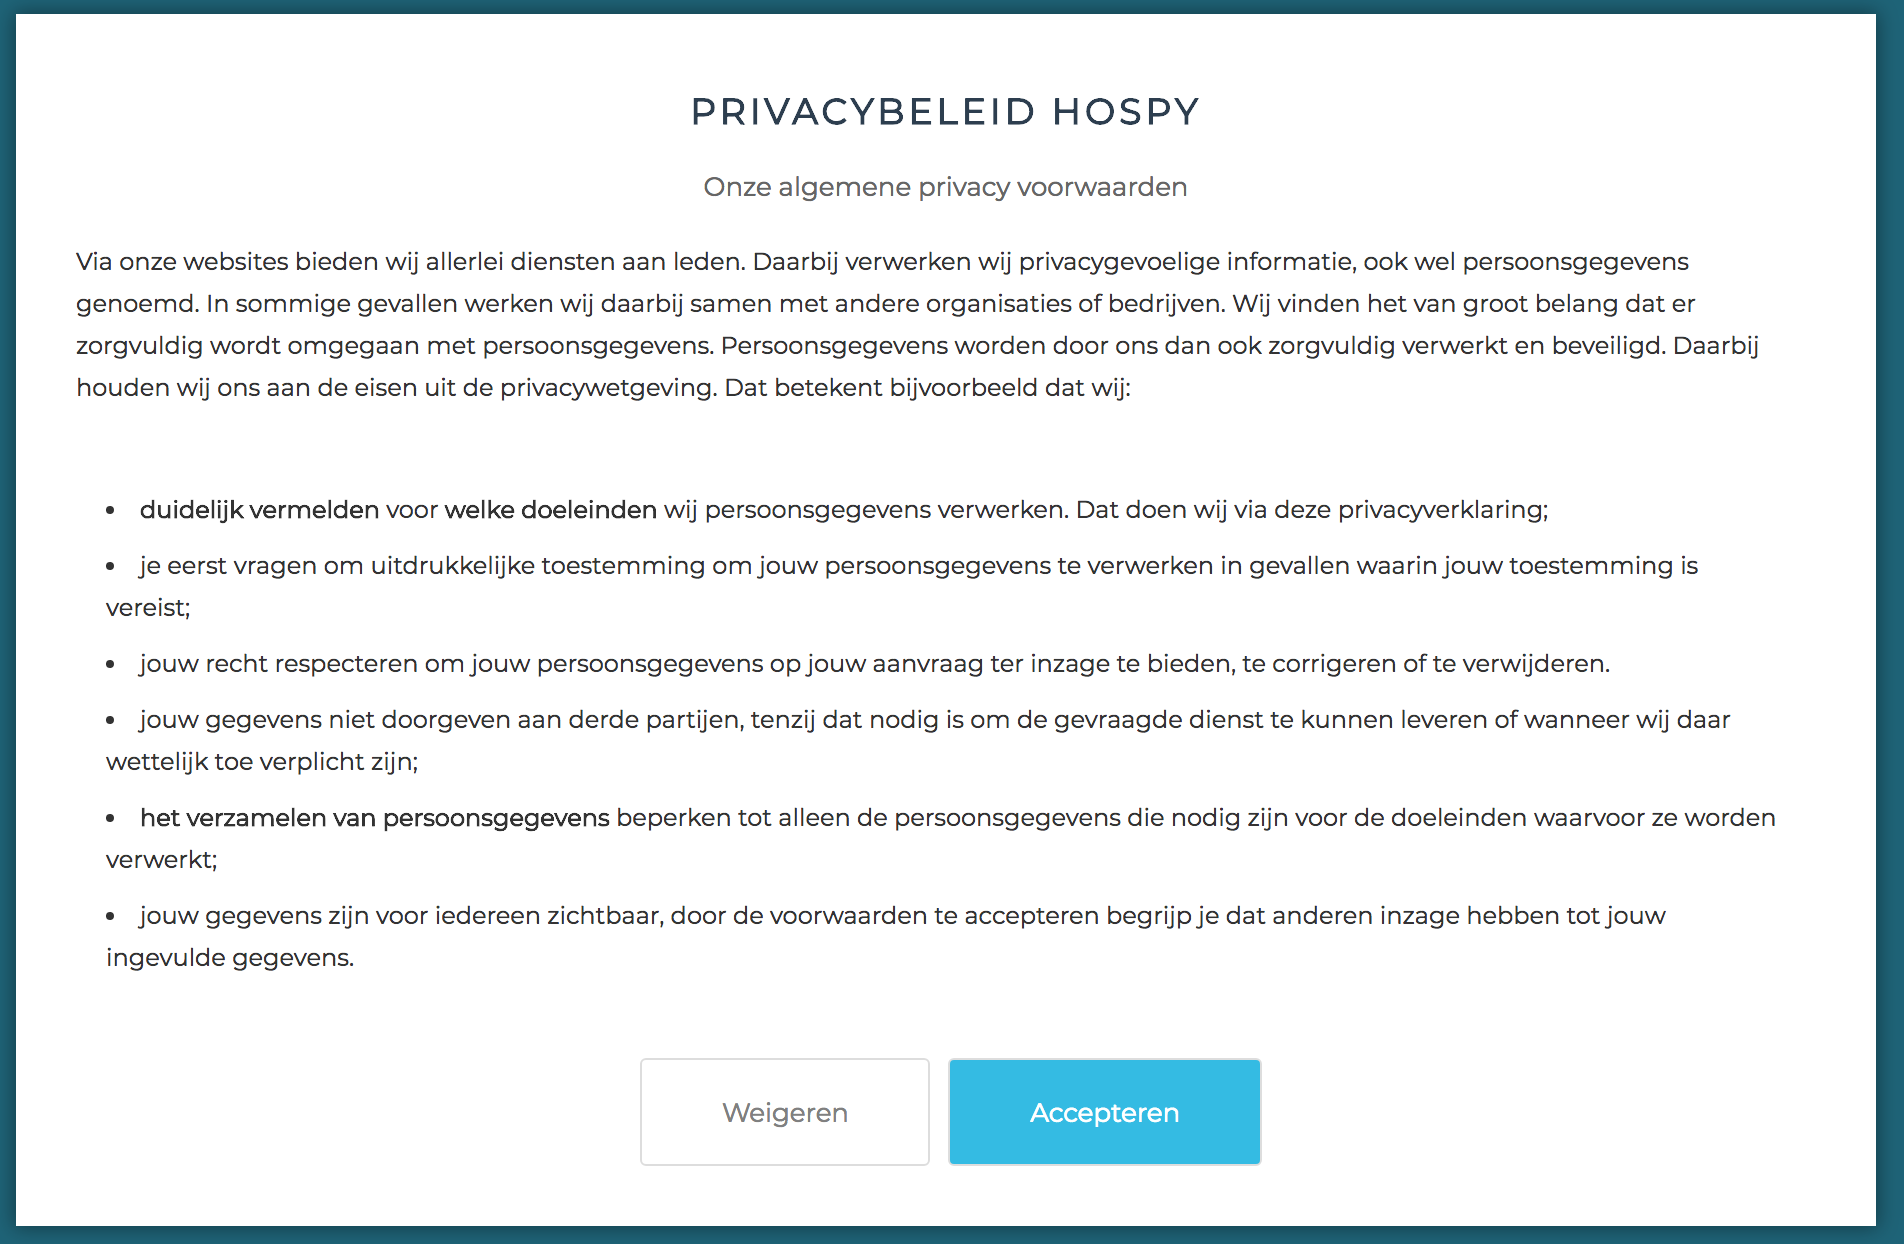 PRIVACYBELEID HOSPY
Onze algemene privacy voorwaarden
Via onze websites bieden wij allerlei diensten aan leden. Daarbij verwerken wij privacygevoelige informatie, ook wel persoonsgegevens
genoemd. In sommige gevallen werken wij daarbij samen met andere organisaties of bedrijven. Wij vinden het van groot belang dat er
zorgvuldig wordt omgegaan met persoonsgegevens. Persoonsgegevens worden door ons dan ook zorgvuldig verwerkt en beveiligd. Daarbij
houden wij ons aan de eisen uit de privacywetgeving. Dat betekent bijvoorbeeld dat wij:
• duidelijk vermelden voor welke doeleinden wij persoonsgegevens verwerken. Dat doen wij via deze privacyverklaring;
• je eerst vragen om uitdrukkelijke toestemming om jouw persoonsgegevens te verwerken in gevallen waarin jouw toestemming is
vereist;
• jouw recht respecteren om jouw persoonsgegevens op jouw aanvraag ter inzage te bieden, te corrigeren of te verwijderen.
• jouw gegevens niet doorgeven aan derde partijen, tenzij dat nodig is om de gevraagde dienst te kunnen leveren of wanneer wij daar
wettelijk toe verplicht zijn;
• het verzamelen van persoonsgegevens beperken tot alleen de persoonsgegevens die nodig zijn voor de doeleinden waarvoor ze worden
verwerkt;
• jouw gegevens zijn voor iedereen zichtbaar, door de voorwaarden te accepteren begrijp je dat anderen inzage hebben tot jouw
ingevulde gegevens.
Weigeren
Accepteren